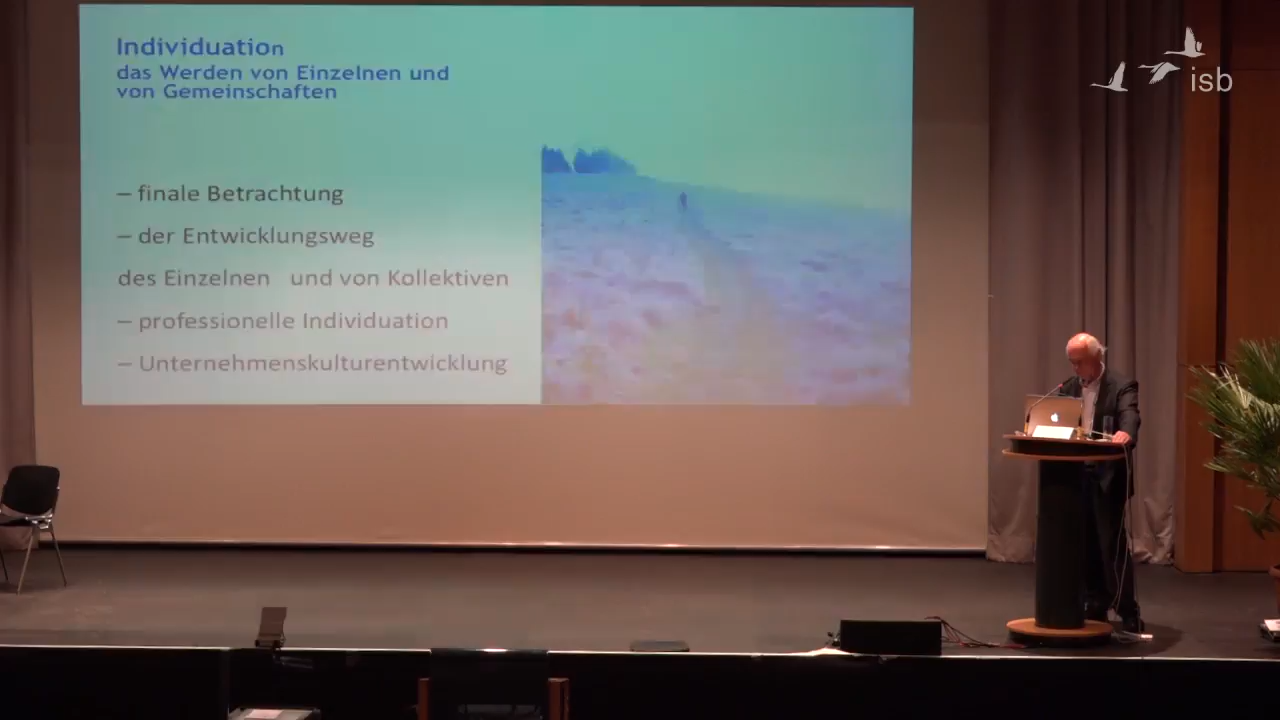 Individuation
das Werden von Einzelnen und
von Gemeinschaften
– finale Betrachtung
– der Entwicklungsweg
des Einzelnen und von Kollektiven
– professionelle Individuation
– Unternehmenskulturentwicklung
isb